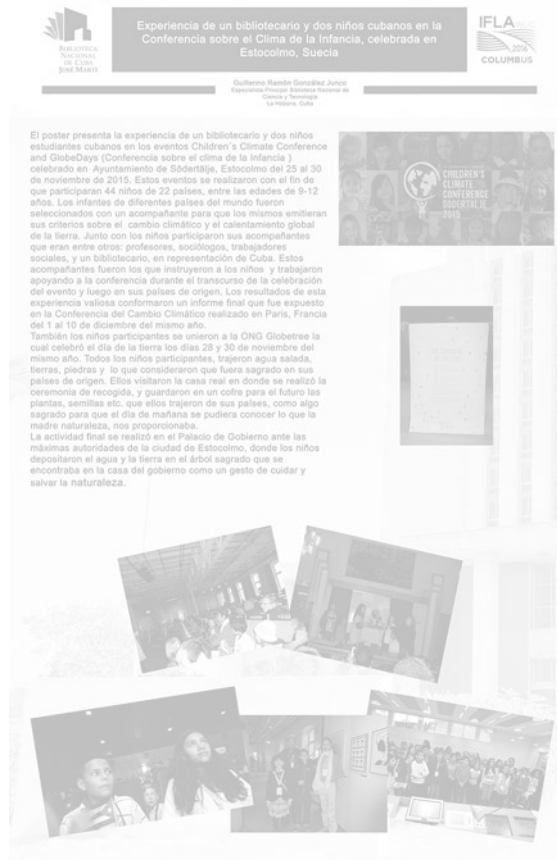 BIBLIOTECA
NACIONAL
DE CUBA
JOSÉ MARTÍ
Experiencia de un bibliotecario y dos niños cubanos en la
Conferencia sobre el Clima de la Infancia, celebrada en
Estocolmo, Suecia
IFLA WLIC
2016
COLUMBUS
Guillermo Ramón González Junco
Especialista Principal Biblioteca Nacional de
Ciencia y Tecnología
La Habana, Cuba
El poster presenta la experiencia de un bibliotecario y dos niños
estudiantes cubanos en los eventos Children´s Climate Conference
and GlobeDays (Conferencia sobre el clima de la Infancia )
celebrado en Ayuntamiento de Södertälje, Estocolmo del 25 al 30
de noviembre de 2015. Estos eventos se realizaron con el fin de
que participaran 44 niños de 22 países, entre las edades de 9-12
años. Los infantes de diferentes países del mundo fueron
seleccionados con un acompañante para que los mismos emitieran
sus criterios sobre el cambio climático y el calentamiento global
de la tierra. Junto con los niños participaron sus acompañantes
que eran entre otros: profesores, sociólogos, trabajadores
sociales, y un bibliotecario, en representación de Cuba. Estos
acompañantes fueron los que instruyeron a los niños y trabajaron
apoyando a la conferencia durante el transcurso de la celebración
del evento y luego en sus países de origen. Los resultados de esta
experiencia valiosa conformaron un informe final que fue expuesto
en la Conferencia del Cambio Climático realizado en Paris, Francia
del 1 al 10 de diciembre del mismo año.
También los niños participantes se unieron a la ONG Globetree la
cual celebró el día de la tierra los días 28 y 30 de noviembre del
mismo año. Todos los niños participantes, trajeron agua salada,
tierras, piedras y lo que consideraron que fuera sagrado en sus
países de origen. Ellos visitaron la casa real en donde se realizó la
ceremonia de recogida, y guardaron en un cofre para el futuro las
plantas, semillas etc. que ellos trajeron de sus países, como algo
sagrado para que el día de mañana se pudiera conocer lo que la
madre naturaleza, nos proporcionaba.
La actividad final se realizó en el Palacio de Gobierno ante las
máximas autoridades de la ciudad de Estocolmo, donde los niños
depositaron el agua y la tierra en el árbol sagrado que se
encontraba en la casa del gobierno como un gesto de cuidar y
salvar la naturaleza.
CHILDREN'S
CLIMATE
CONFERENCE
SÖDERTÄLJE
2015